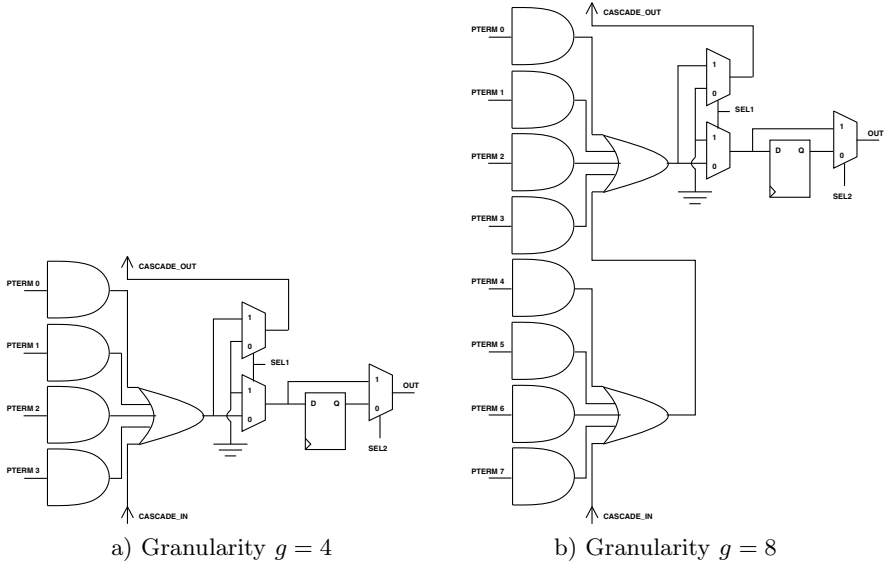 CASCADE_OUT
PTERM 0
1
PTERM 1
0
SEL1
1
D
Q
1
0
OUT
PTERM 2
0
SEL2
PTERM 3
CASCADE_IN
a) Granularity g = 4
CASCADE_OUT
PTERM 0
1
PTERM 1
0
SEL1
1
D
Q
1
0
OUT
PTERM 2
0
SEL2
PTERM 3
PTERM 4
PTERM 5
PTERM 6
PTERM 7
CASCADE_IN
b) Granularity g = 8